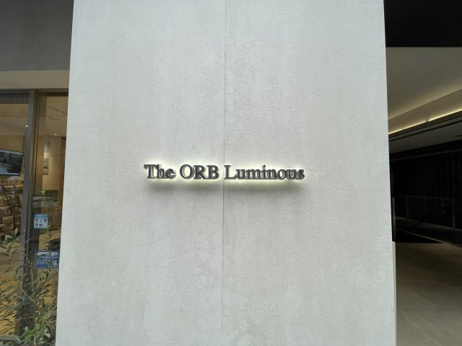 The ORB Luminous